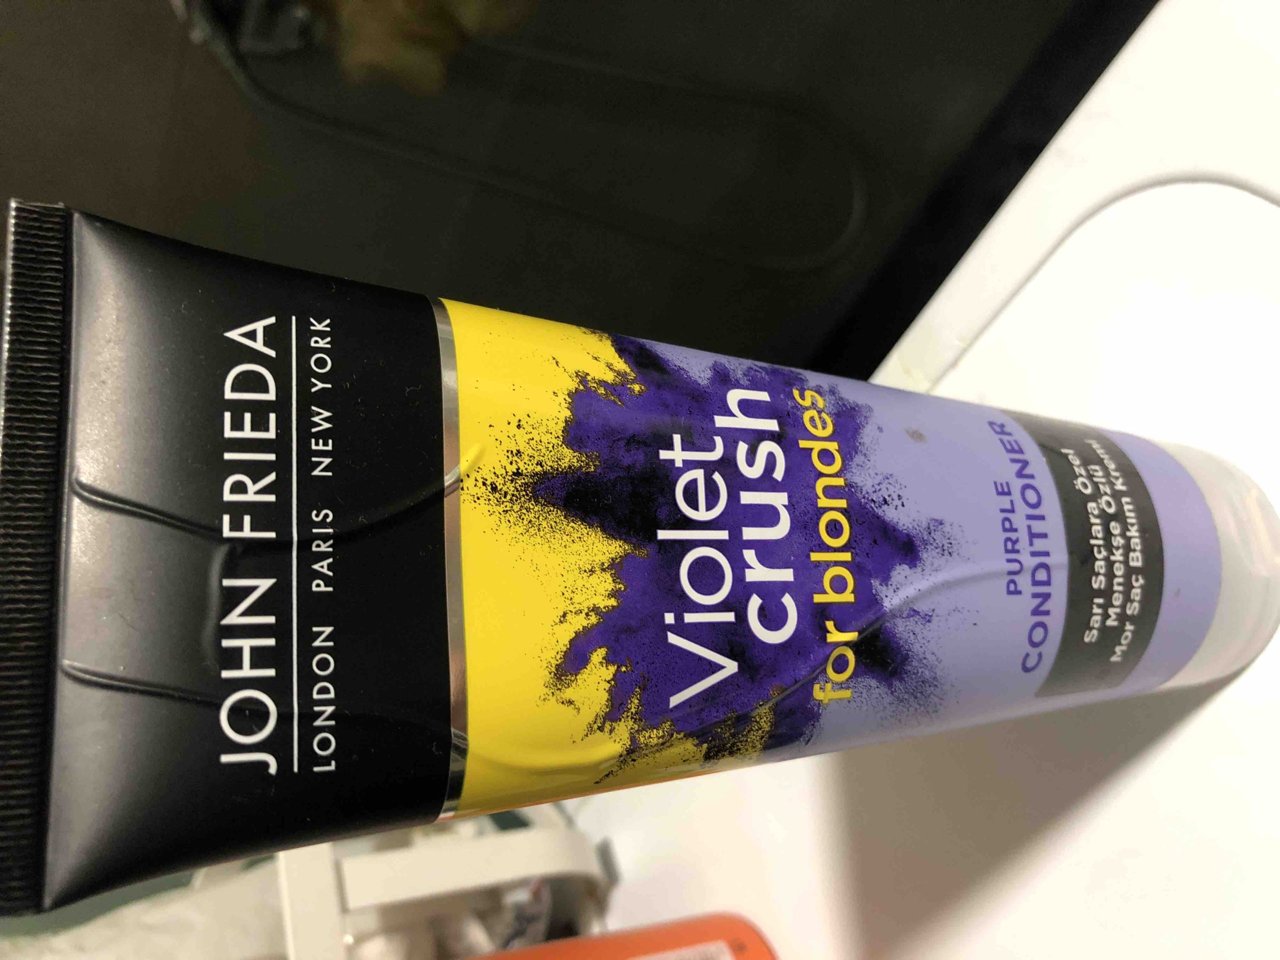 JOHN FRIEDA
LONDON PARIS NEW YORK
Violet
crush
for blondes
PURPLE
CONDITIONER
Sarı Saçlara Özel
Menekşe Özlü
Mor Saç Bakım Kremi